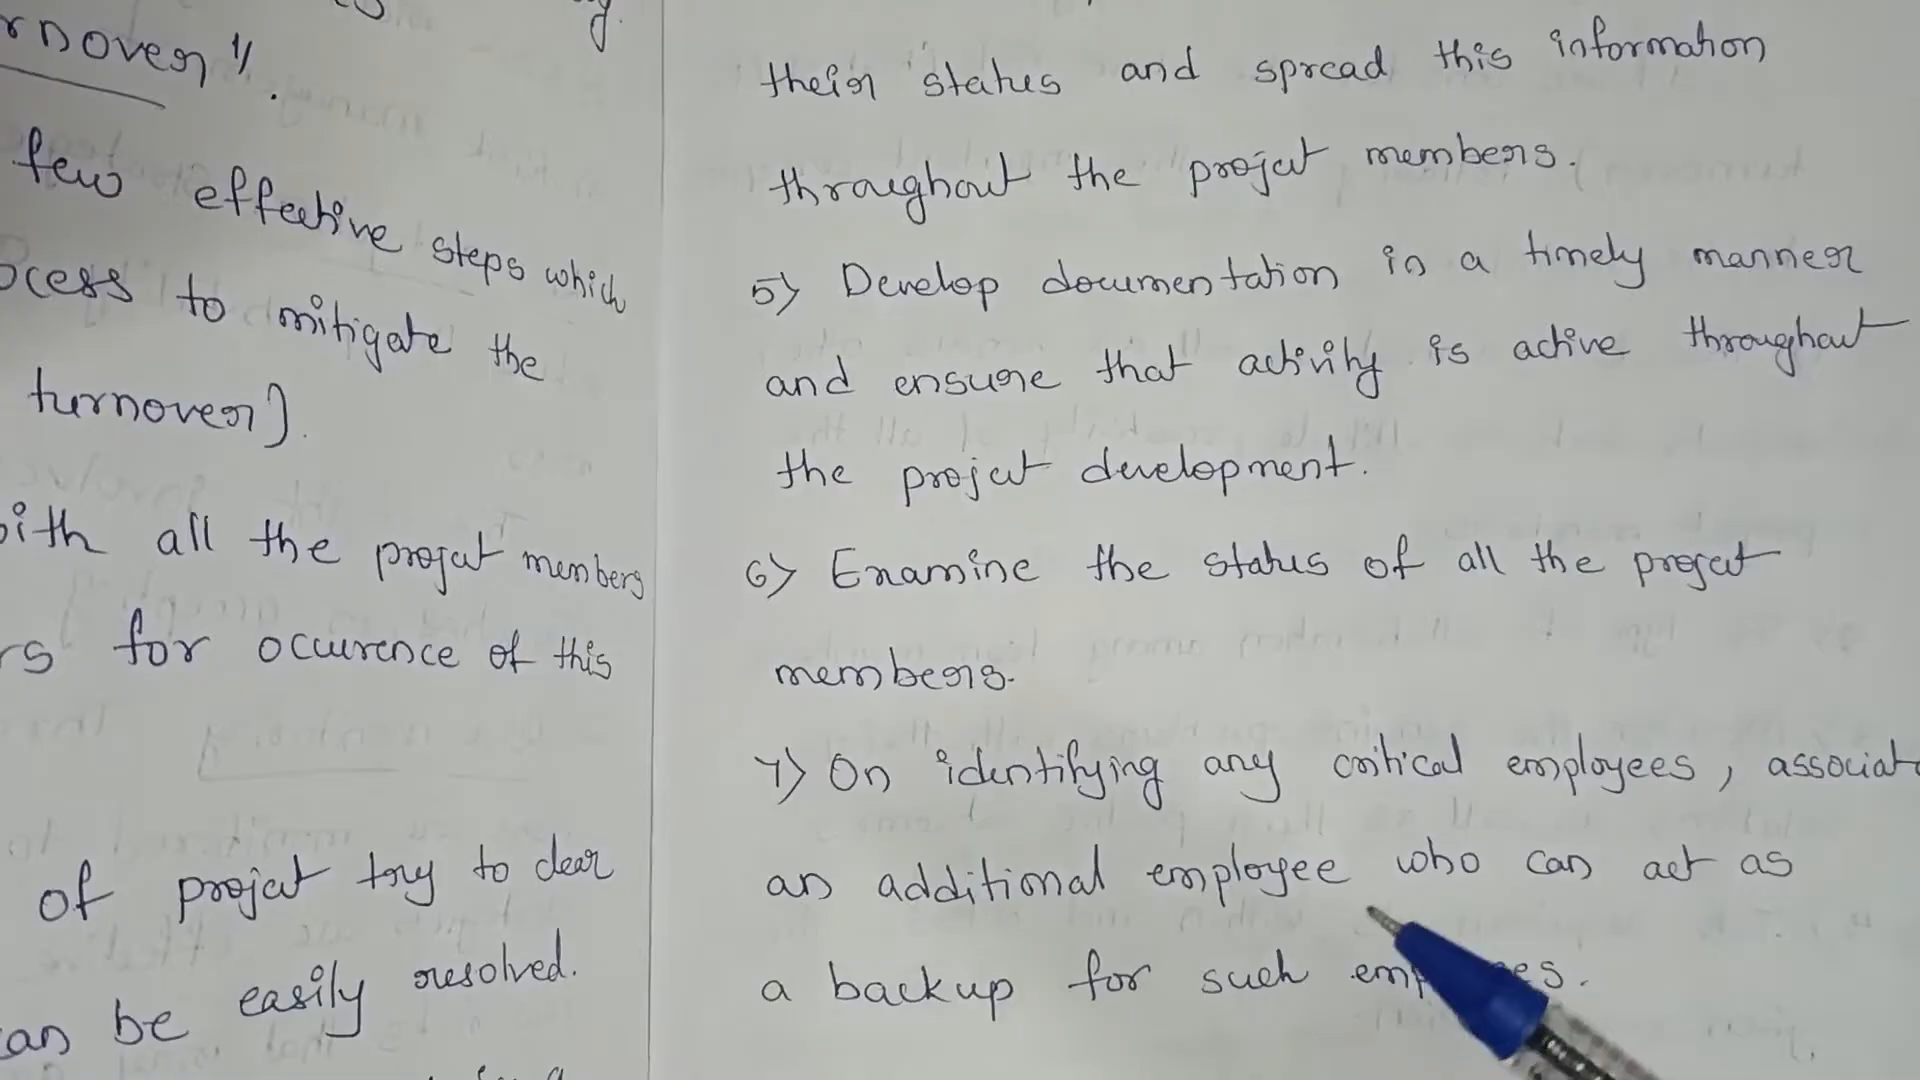 rnover".
few effective steps which
ocess to mitigate the
turnover).
with all the project members
rs for occurence of this
of project try to clear
can be easily resolved.
their status and spread this information
throughout the project members.
5) Develop documentation in a timely manner
and ensure that activity is active throughout
the project development.
6) Examine the status of all the project
members.
7) On identifying any critical employees, associat
an additional employee who can act as
a backup for such employees.